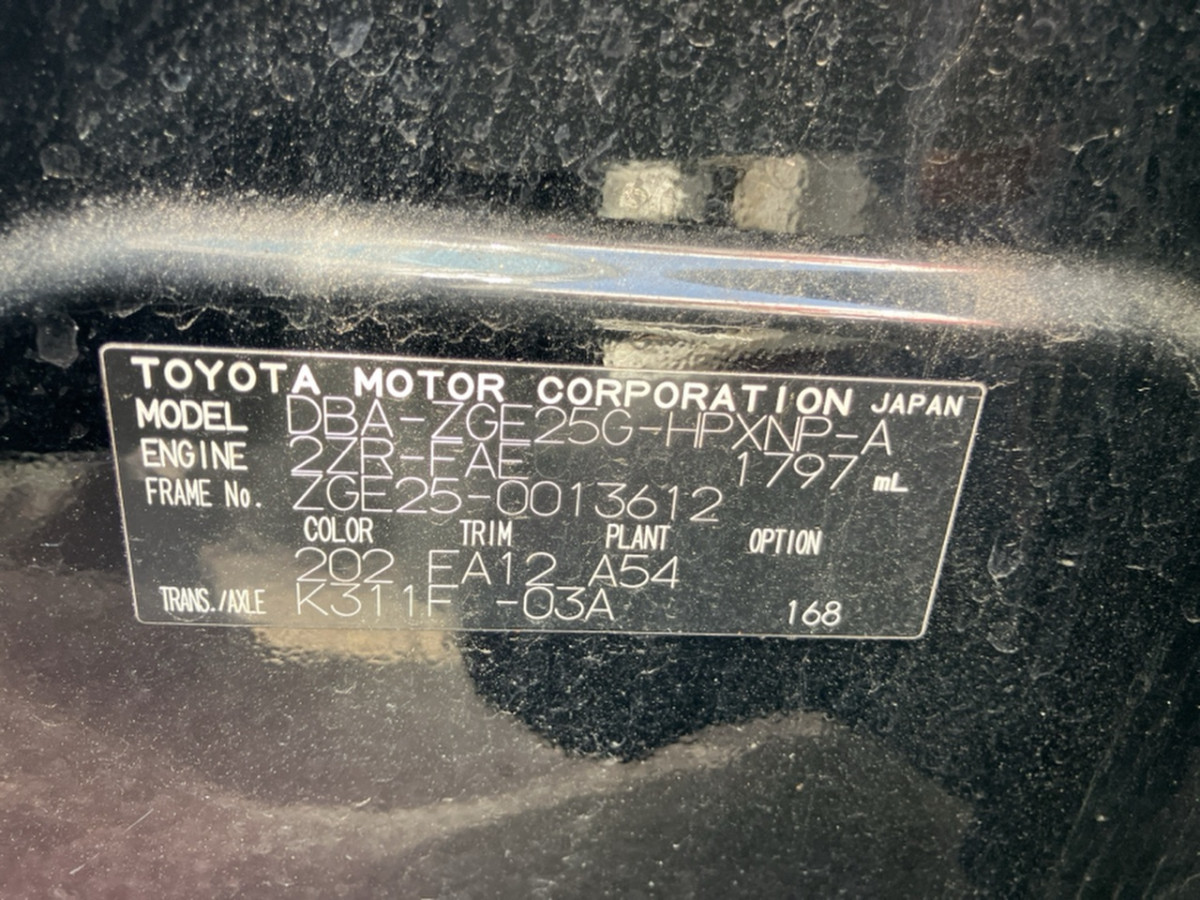 TOYOTA MOTOR CORPORATION JAPAN
MODEL DBA-ZGE25G-HPXNP-A
ENGINE 2ZR-FAE 1797 mL
FRAME No. ZGE25-0013612
COLOR TRIM PLANT OPTION
202 EA12 A54
TRANS./AXLE K311F -03A 168